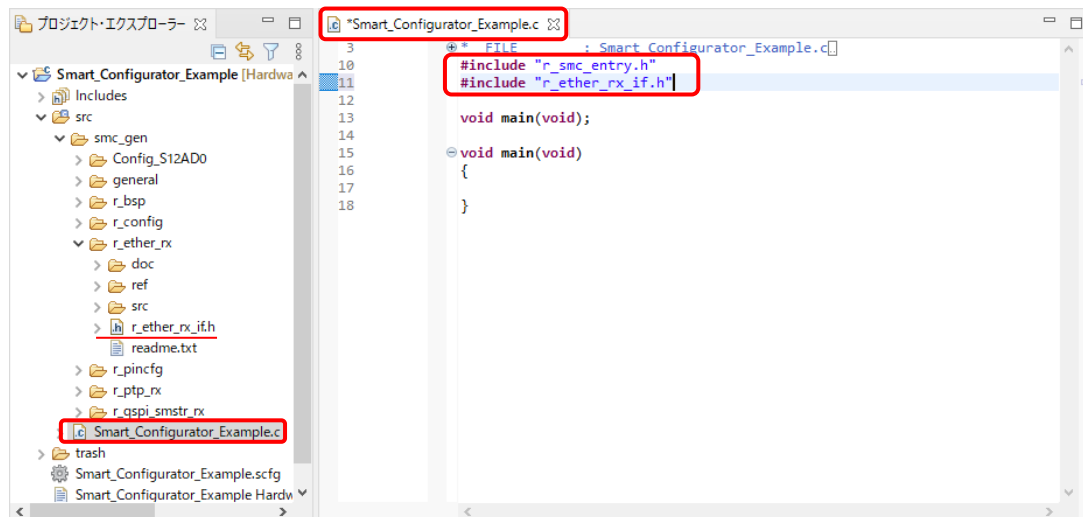 プロジェクト・エクスプローラー
Smart_Configurator_Example [Hardwa
Includes
src
smc_gen
Config_S12AD0
general
r_bsp
r_config
r_ether_rx
doc
ref
src
r_ether_rx_if.h
readme.txt
r_pincfg
r_ptp_rx
r_qspi_smstr_rx
Smart_Configurator_Example.c
trash
Smart_Configurator_Example.scfg
Smart_Configurator_Example Hardw
*Smart_Configurator_Example.c
3 * FILE : Smart_Configurator_Example.c
10 #include "r_smc_entry.h"
11 #include "r_ether_rx_if.h"
12
13 void main(void);
14
15 void main(void)
16 {
17
18 }